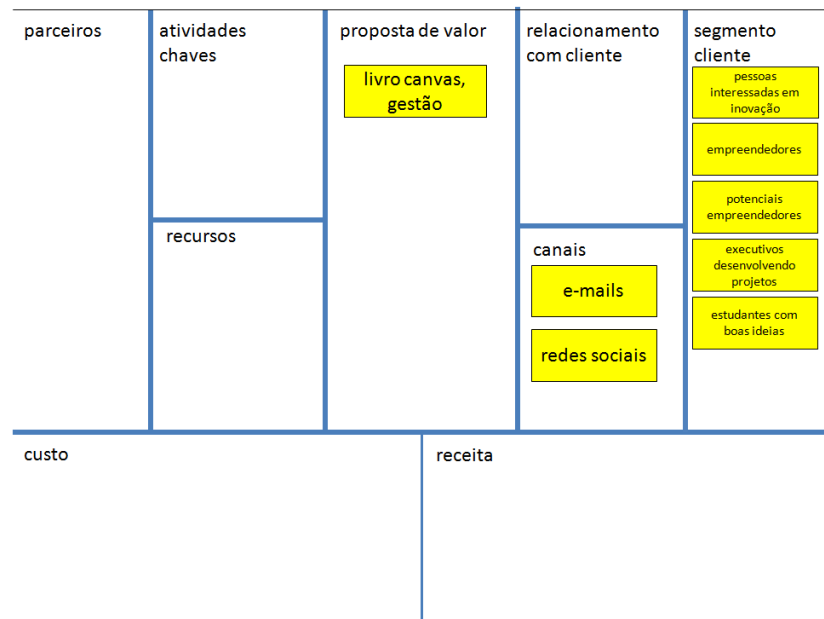 parceiros
atividades
chaves
recursos
proposta de valor
livro canvas,
gestão
relacionamento
com cliente
canais
e-mails
redes sociais
segmento
cliente
pessoas
interessadas em
inovação
empreendedores
potenciais
empreendedores
executivos
desenvolvendo
projetos
estudantes com
boas ideias
custo
receita